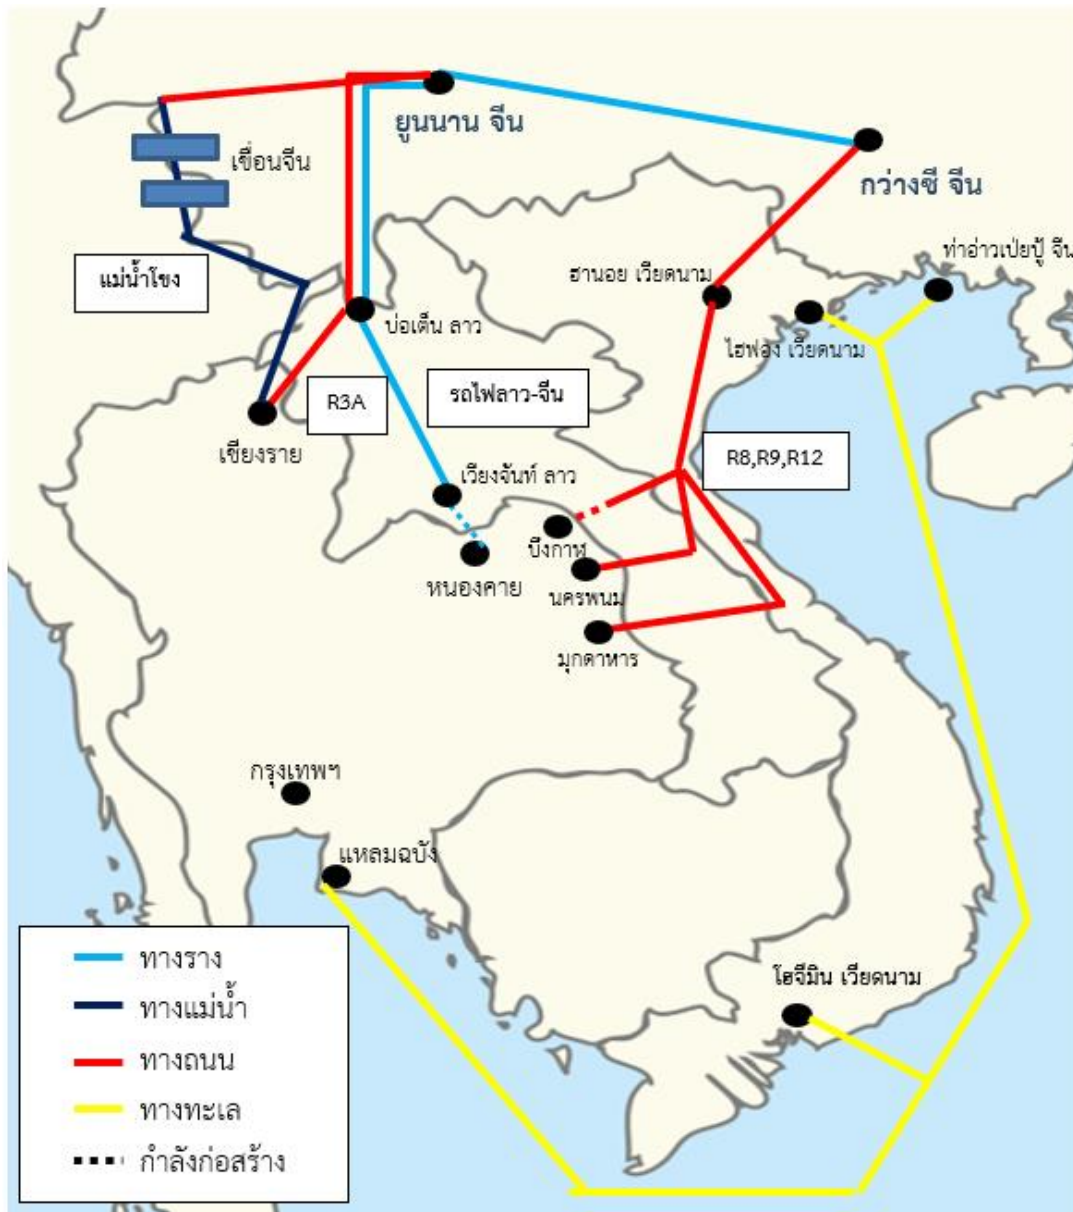 ยูนนาน จีน
เขื่อนจีน
กว่างซี จีน
ท่าอ่าวเป่ยปู้ จีน
แม่น้ำโขง
ฮานอย เวียดนาม
บ่อเต็น ลาว
ไฮฟอง เวียดนาม
R3A
รถไฟลาว-จีน
เชียงราย
R8,R9,R12
เวียงจันท์ ลาว
บึงกาฬ
หนองคาย
นครพนม
มุกดาหาร
กรุงเทพฯ
แหลมฉบัง
โฮจีมิน เวียดนาม
ทางราง
ทางแม่น้ำ
ทางถนน
ทางทะเล
กำลังก่อสร้าง